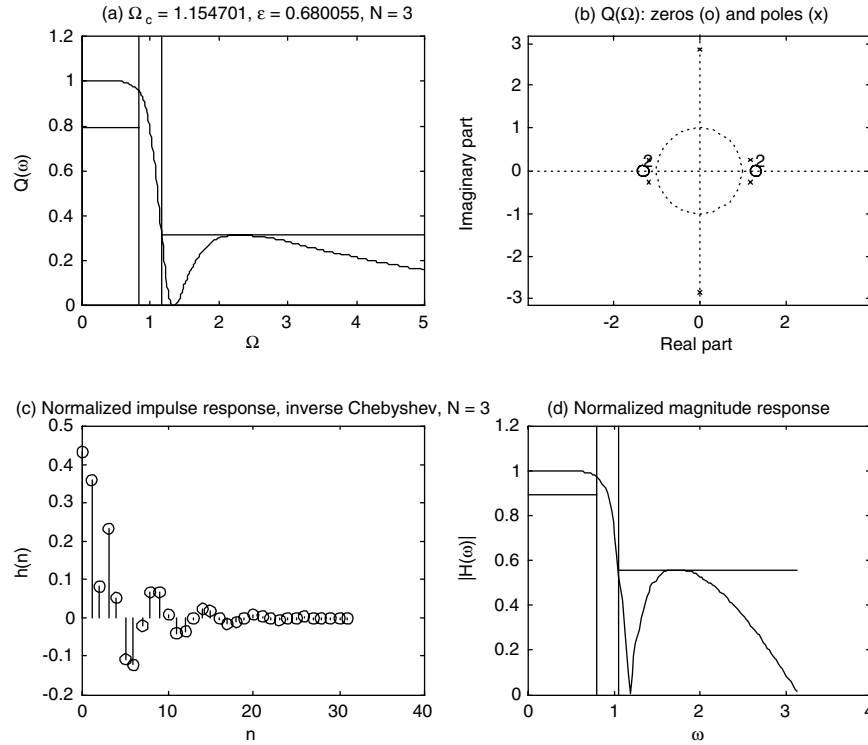 (a) Ω c = 1.154701, ε = 0.680055, N = 3
1.2
1
0.8
0.6
0.4
0.2
0
Q(ω)
0 1 2 3 4 5
Ω
(b) Q(Ω): zeros (o) and poles (x)
3
2
1
0
-1
-2
-3
Imaginary part
2 2
-2 0 2
Real part
(c) Normalized impulse response, inverse Chebyshev, N = 3
0.5
0.4
0.3
0.2
0.1
0
-0.1
-0.2
h(n)
0 10 20 30 40
n
(d) Normalized magnitude response
1.2
1
0.8
0.6
0.4
0.2
0
|H(ω)|
0 1 2 3 4
ω